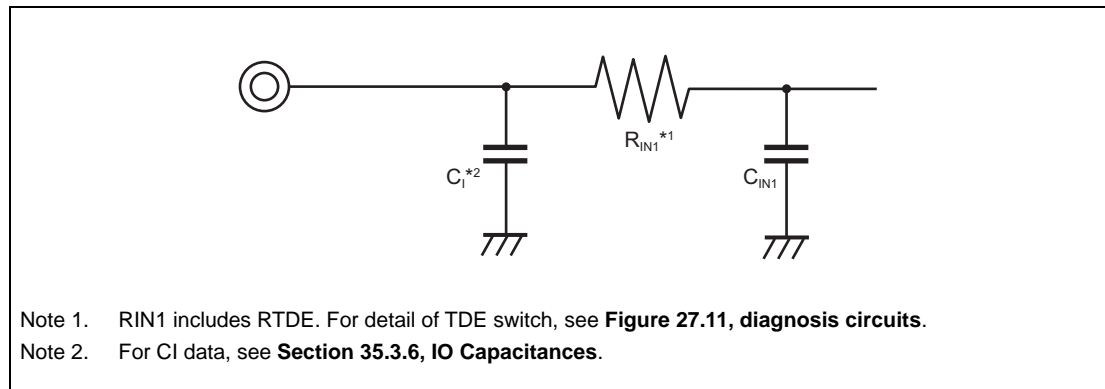 R_IN1*1
C_I*2
C_IN1
Note 1. RIN1 includes RTDE. For detail of TDE switch, see Figure 27.11, diagnosis circuits.
Note 2. For CI data, see Section 35.3.6, IO Capacitances.